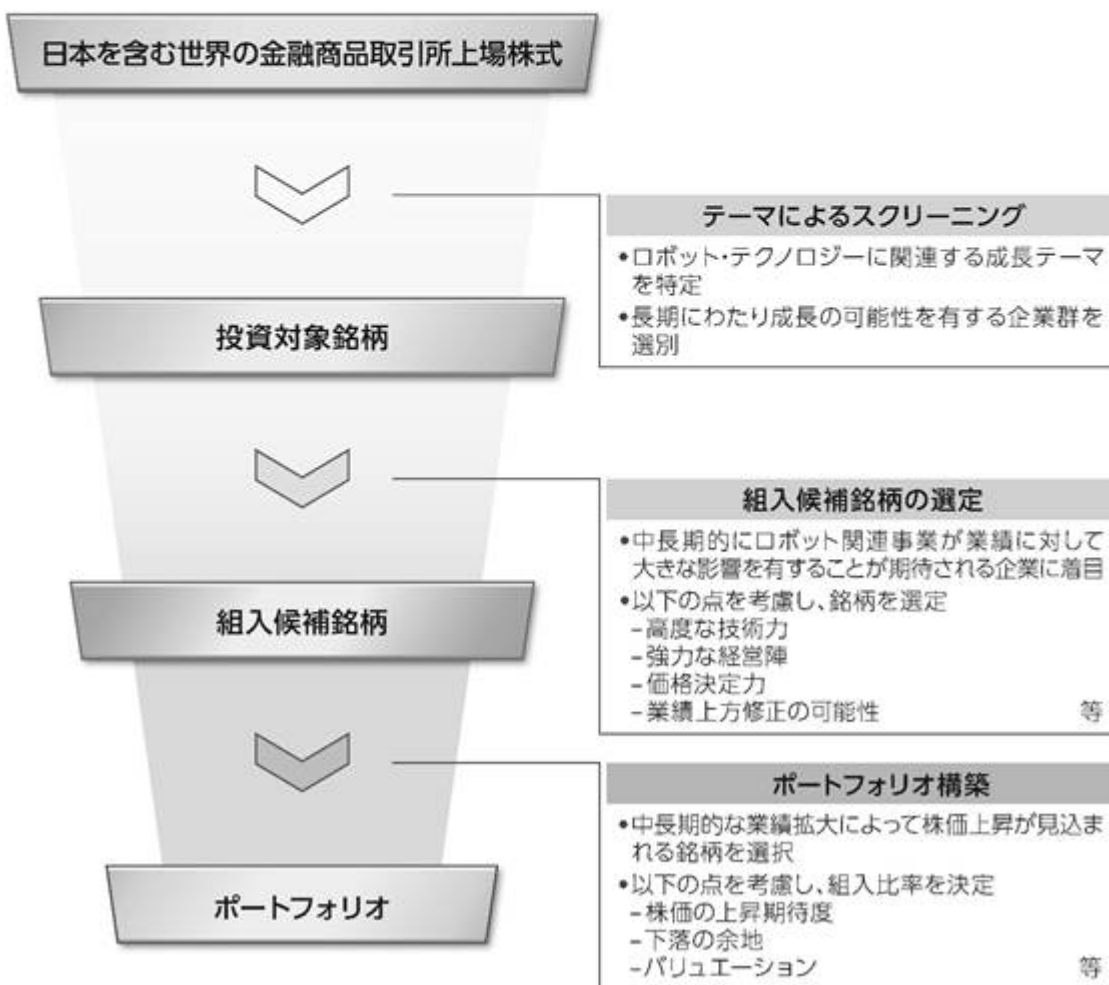 日本を含む世界の金融商品取引所上場株式
テーマによるスクリーニング
•ロボット・テクノロジーに関連する成長テーマ
を特定
•長期にわたり成長の可能性を有する企業群を
選別
投資対象銘柄
組入候補銘柄の選定
•中長期的にロボット関連事業が業績に対して
大きな影響を有することが期待される企業に着目
•以下の点を考慮し、銘柄を選定
－高度な技術力
－強力な経営陣
－価格決定力
－業績上方修正の可能性 等
組入候補銘柄
ポートフォリオ構築
•中長期的な業績拡大によって株価上昇が見込ま
れる銘柄を選択
•以下の点を考慮し、組入比率を決定
－株価の上昇期待度
－下落の余地
－バリュエーション 等
ポートフォリオ